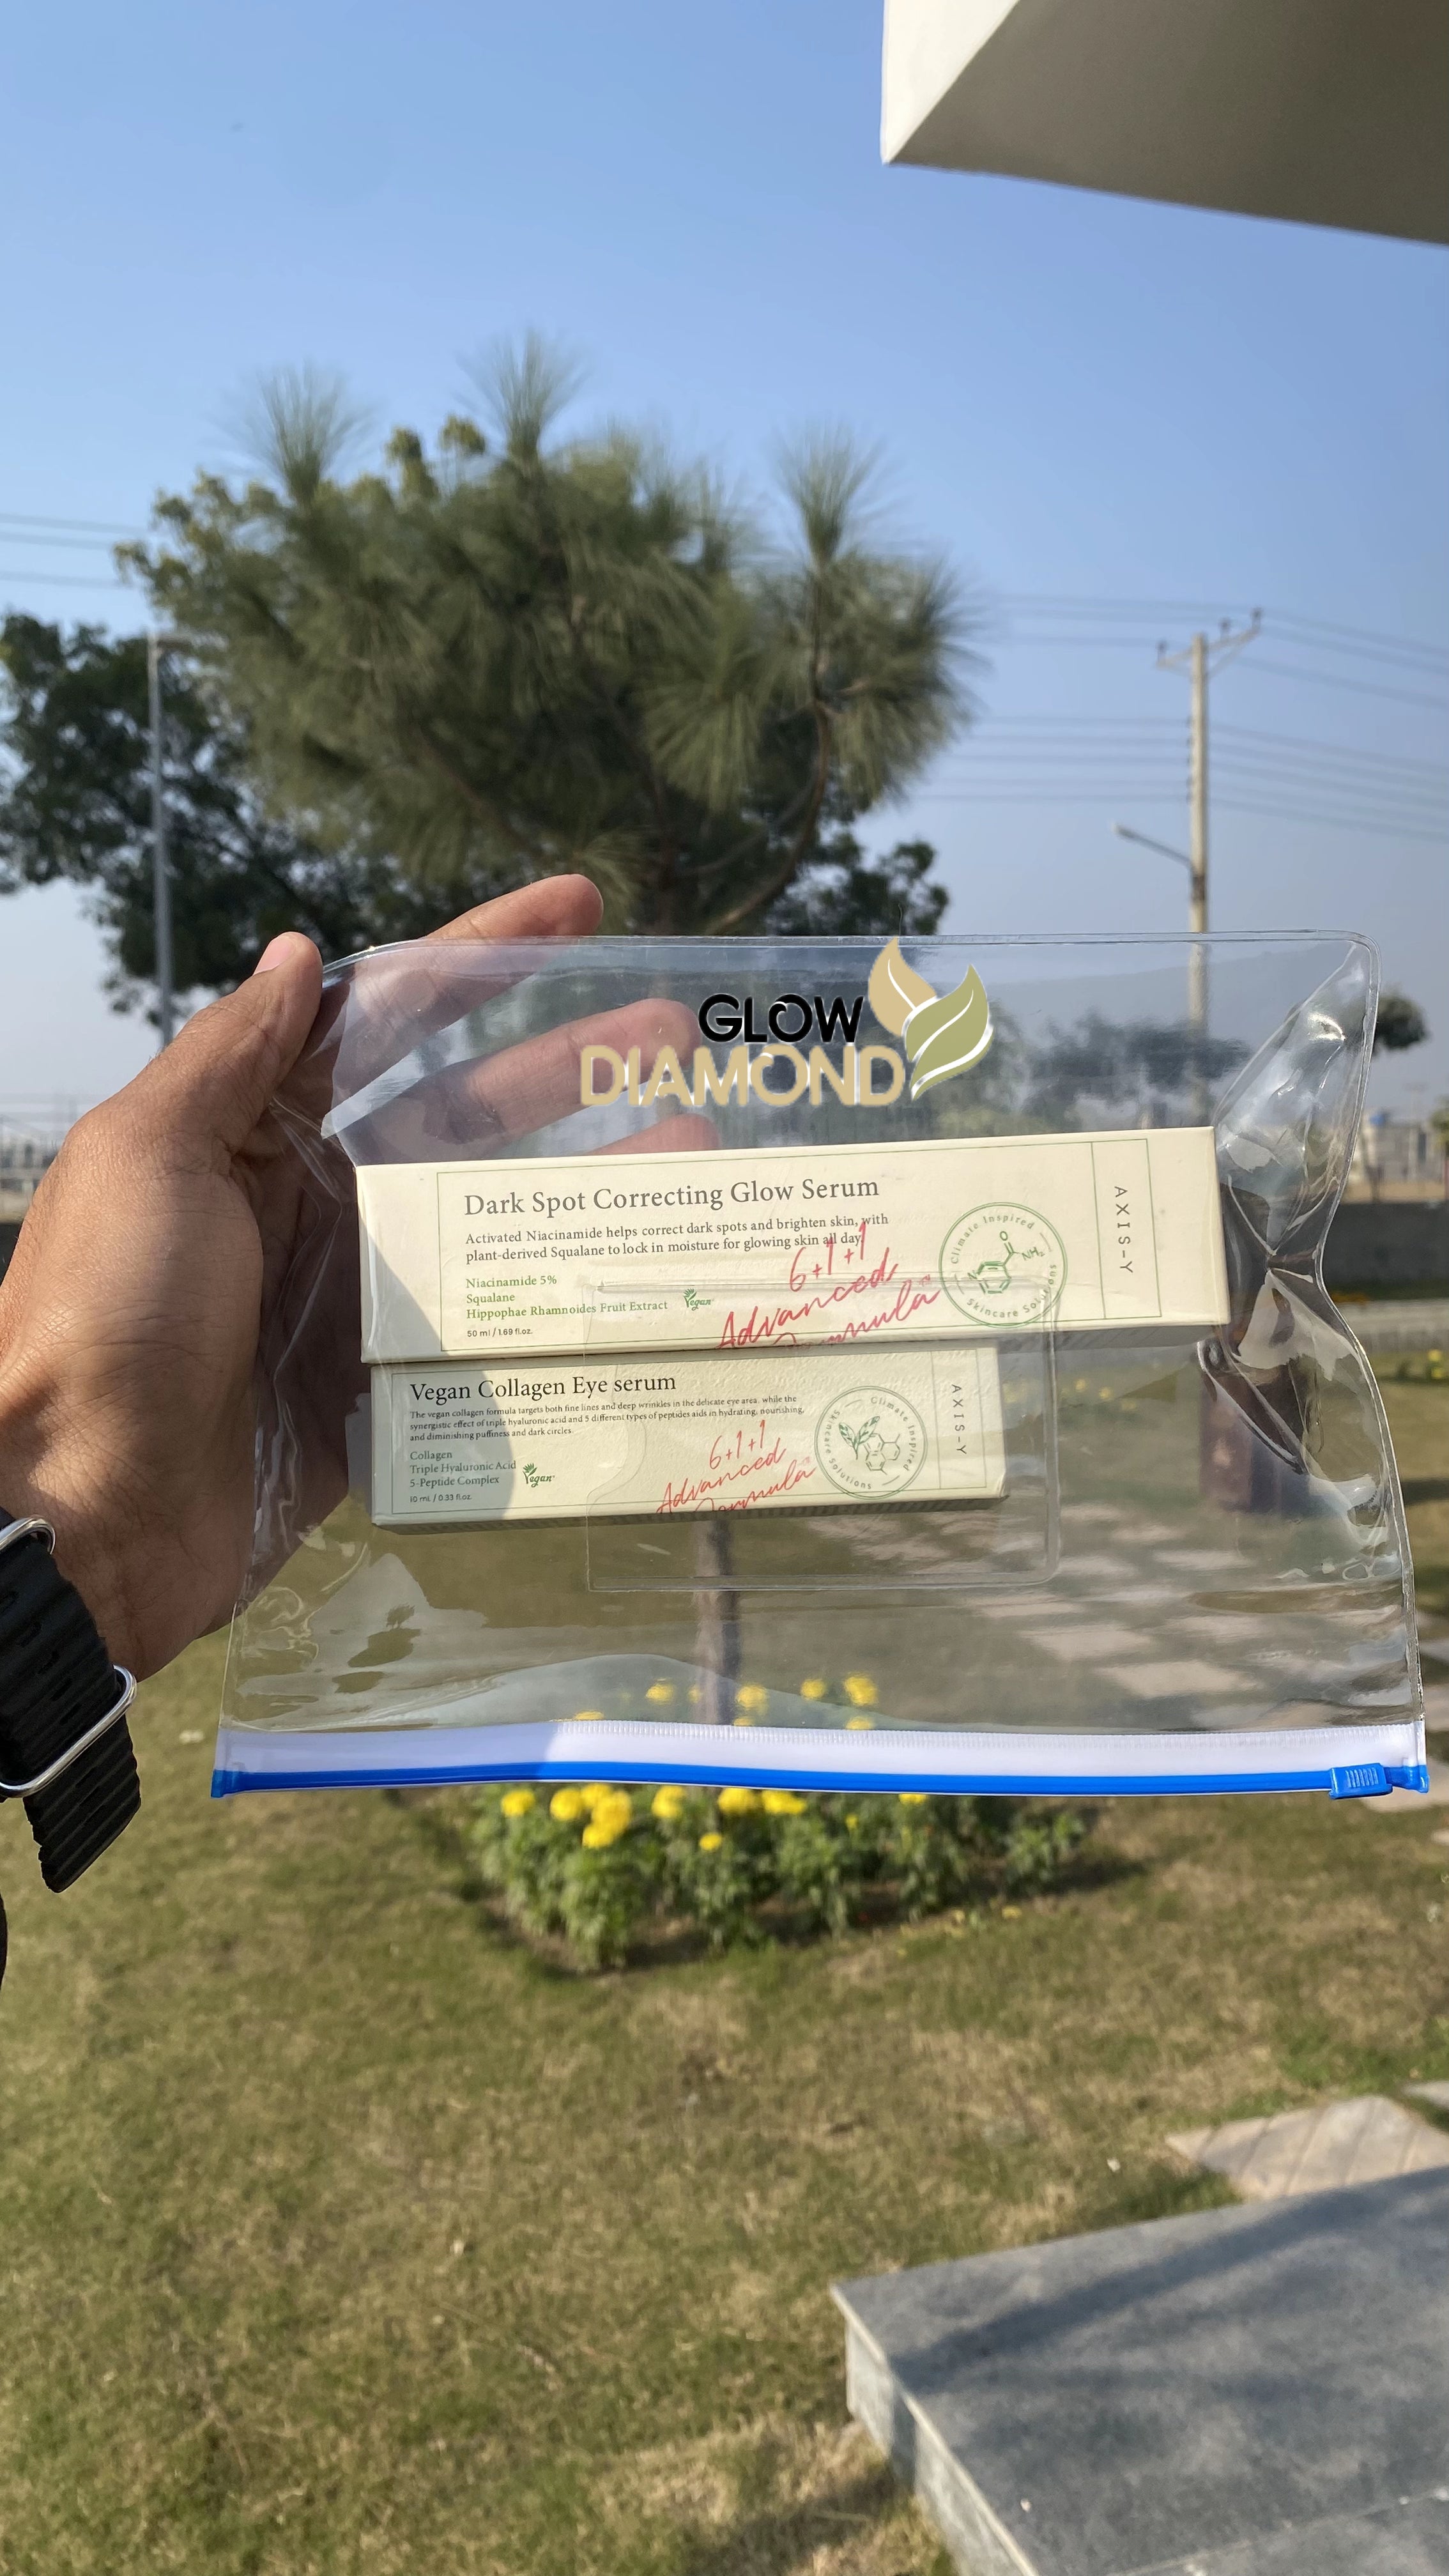 GLOW
DIAMOND
Dark Spot Correcting Glow Serum
Activated Niacinamide helps correct dark spots and brighten skin, with
plant-derived Squalane to lock in moisture for glowing skin all day.
Niacinamide 5%
Squalane
Hippophae Rhamnoides Fruit Extract
Vegan
50 ml / 1.69 fl.oz.
6+1+1
Advanced
Formula
Climate Inspired
Skincare Solutions
O
NH₂
N
AXIS-Y
Vegan Collagen Eye serum
The vegan collagen formula targets both fine lines and deep wrinkles in the delicate eye area, while the
synergistic effect of triple hyaluronic acid and 5 different types of peptides aids in hydrating, nourishing,
and diminishing puffiness and dark circles.
Collagen
Triple Hyaluronic Acid
5-Peptide Complex
Vegan
10 ml / 0.33 fl.oz.
6+1+1
Advanced
Formula
Climate Inspired
Skincare Solutions
AXIS-Y